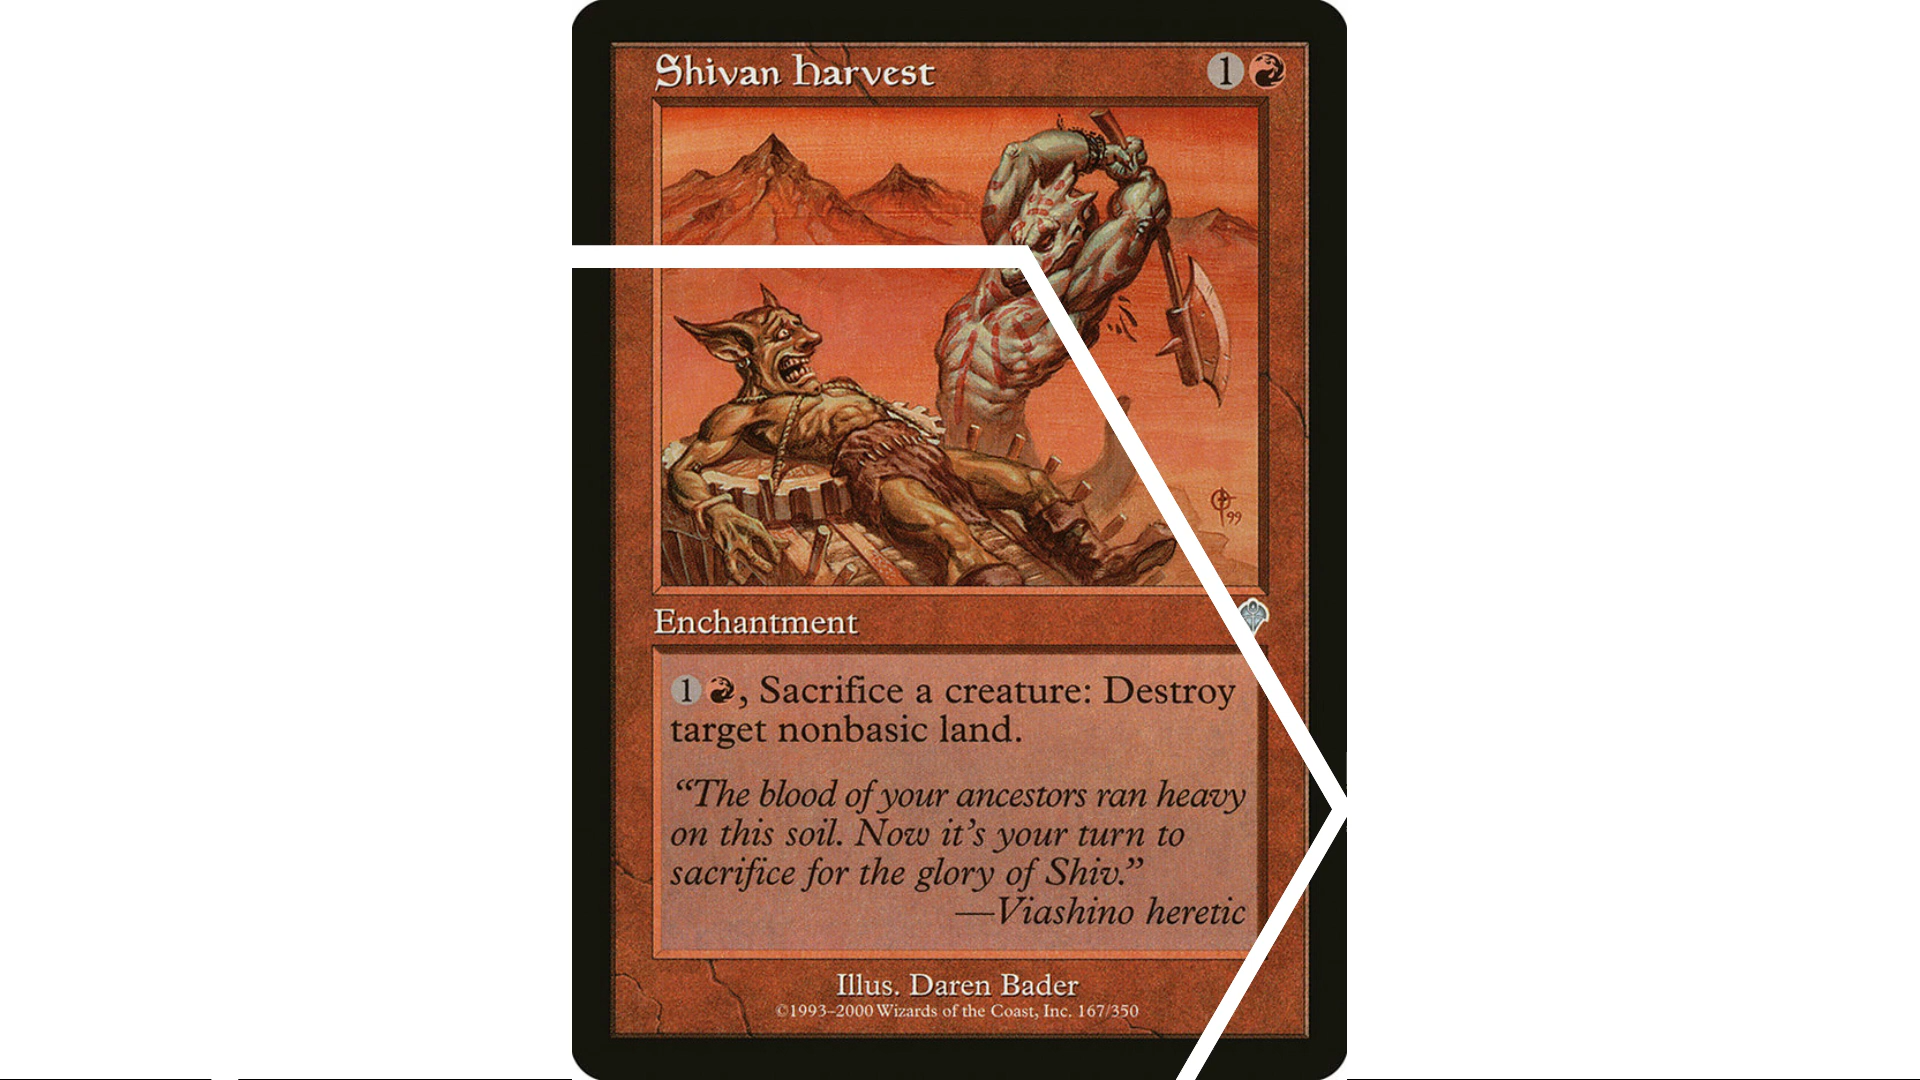 Shivan Harvest 1
99
Enchantment
1 , Sacrifice a creature: Destroy
target nonbasic land.
“The blood of your ancestors ran heavy
on this soil. Now it’s your turn to
sacrifice for the glory of Shiv.”
—Viashino heretic
Illus. Daren Bader
©1993–2000 Wizards of the Coast, Inc. 167/350